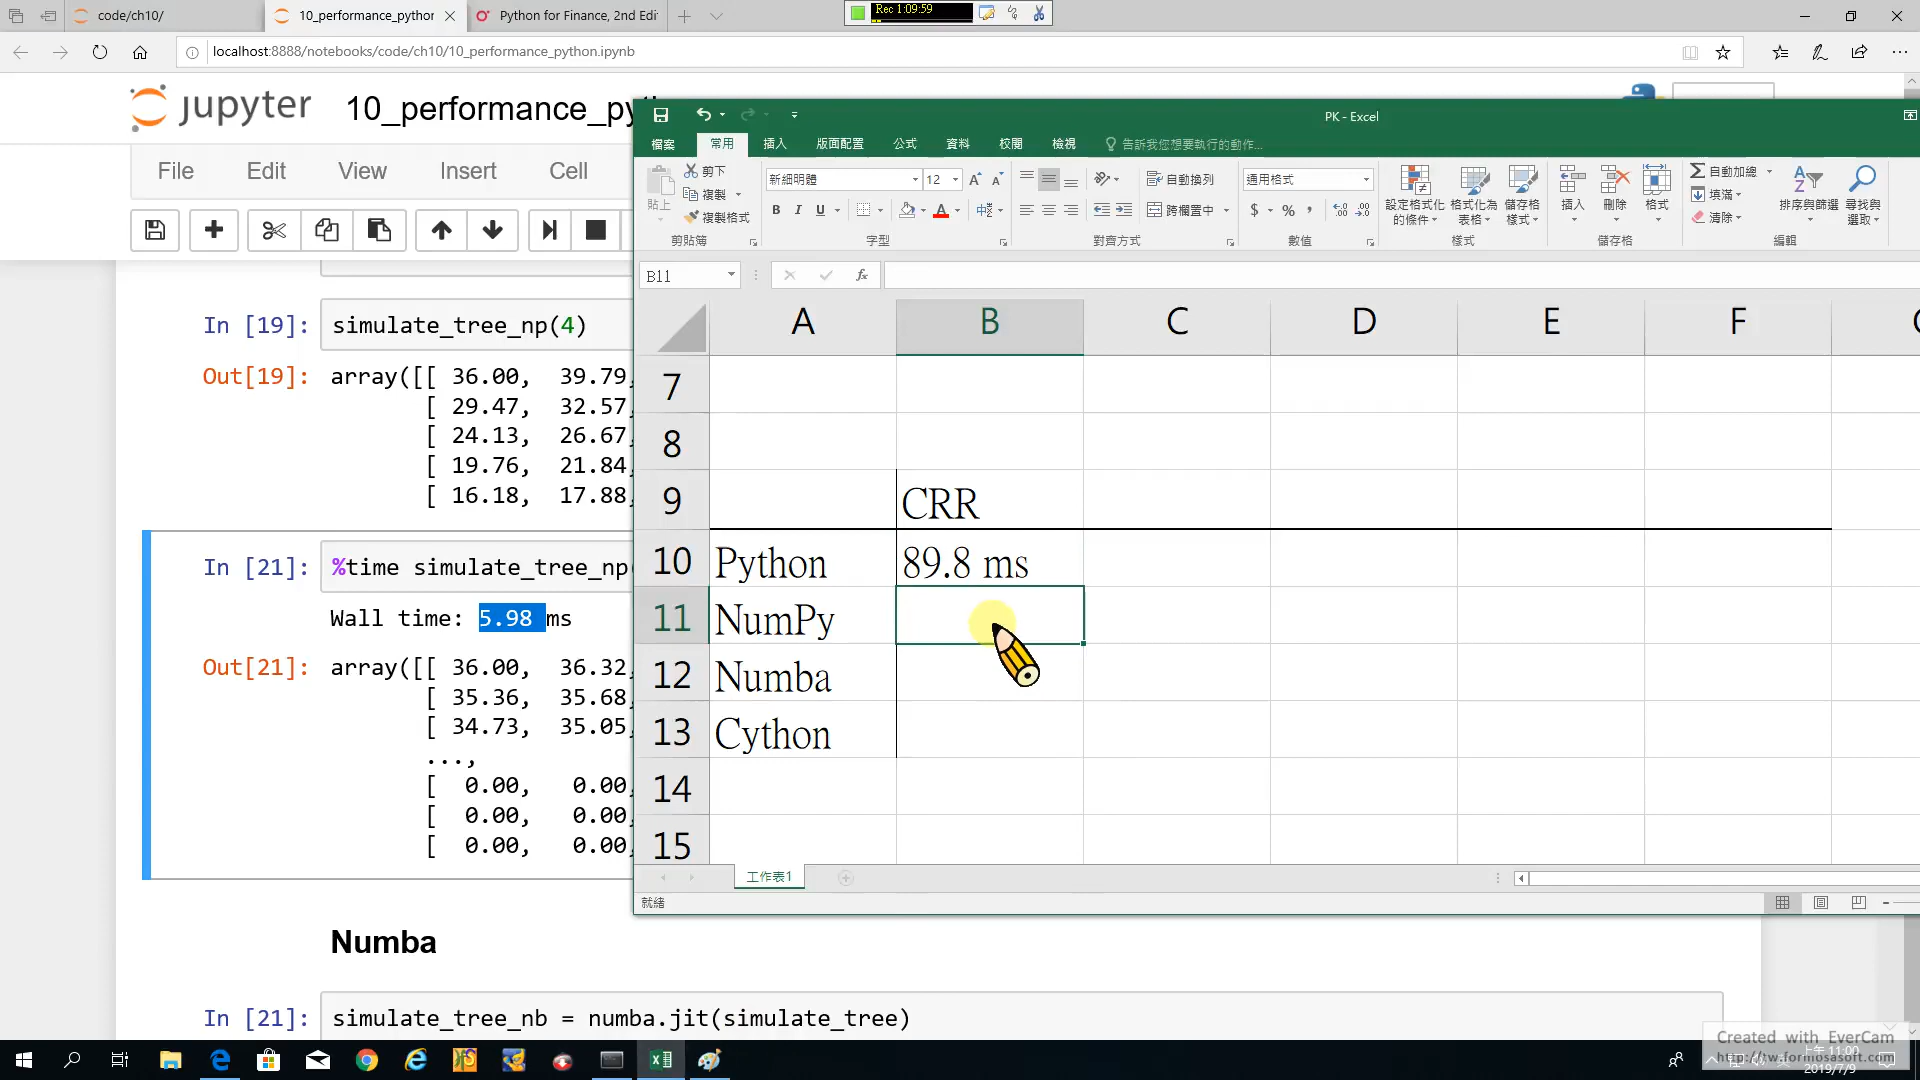 code/ch10/
10_performance_python
Python for Finance, 2nd Edi
Rec 1:09:59
localhost:8888/notebooks/code/ch10/10_performance_python.ipynb
jupyter 10_performance_pyt
File Edit View Insert Cell
In [19]: simulate_tree_np(4)
Out[19]: array([[ 36.00, 39.79,
[ 29.47, 32.57,
[ 24.13, 26.67,
[ 19.76, 21.84,
[ 16.18, 17.88,
In [21]: %time simulate_tree_np(
Wall time: 5.98 ms
Out[21]: array([[ 36.00, 36.32,
[ 35.36, 35.68,
[ 34.73, 35.05,
...,
[ 0.00, 0.00,
[ 0.00, 0.00,
[ 0.00, 0.00,
Numba
In [21]: simulate_tree_nb = numba.jit(simulate_tree)
PK - Excel
檔案 常用 插入 版面配置 公式 資料 校閱 檢視 告訴我您想要執行的動作...
貼上 剪下 複製 複製格式 剪貼簿
新細明體 12 B I U 字型
自動換列 跨欄置中 對齊方式
通用格式 $ % , 數值
設定格式化的條件 格式化為表格 儲存格樣式 樣式
插入 刪除 格式 儲存格
自動加總 填滿 清除 排序與篩選 尋找與選取 編輯
B11 fx
A B C D E F
7
8
9 CRR
10 Python 89.8 ms
11 NumPy
12 Numba
13 Cython
14
15
工作表1
就緒
Created with EverCam
http://tw.formosasoft.com
上午 11:00
2019/7/9